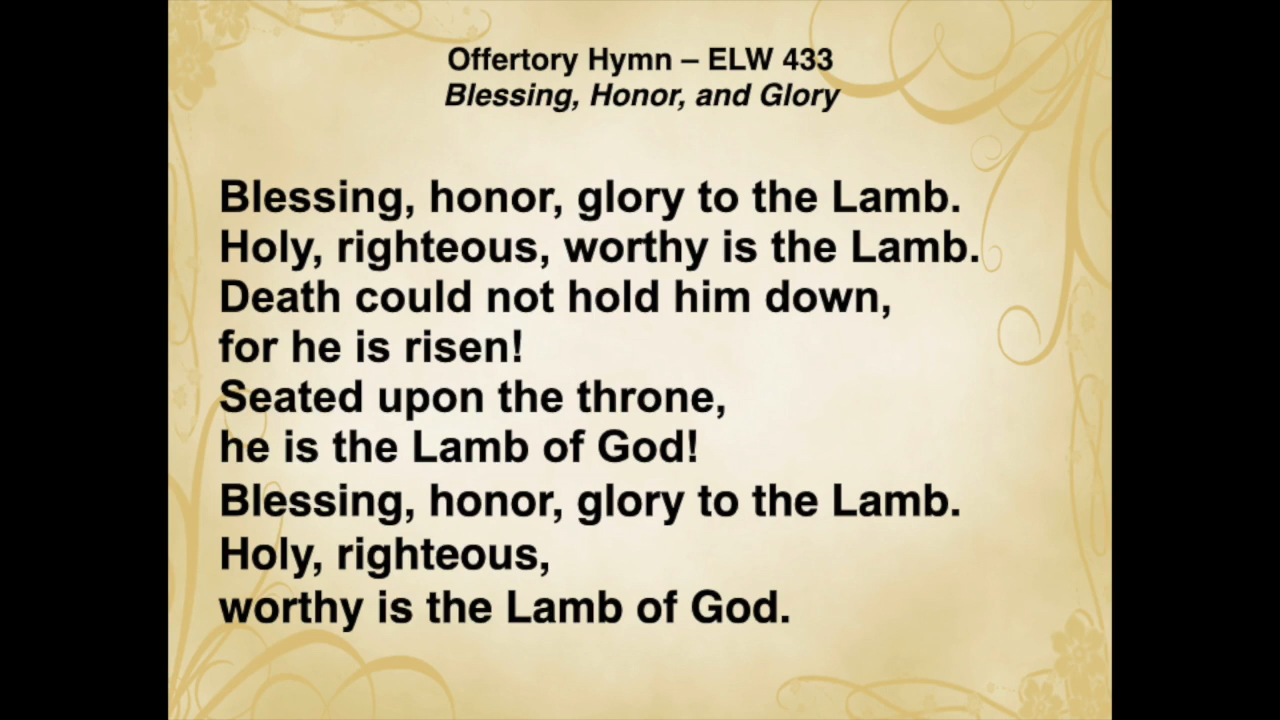 Offertory Hymn – ELW 433
Blessing, Honor, and Glory
Blessing, honor, glory to the Lamb.
Holy, righteous, worthy is the Lamb.
Death could not hold him down,
for he is risen!
Seated upon the throne,
he is the Lamb of God!
Blessing, honor, glory to the Lamb.
Holy, righteous,
worthy is the Lamb of God.